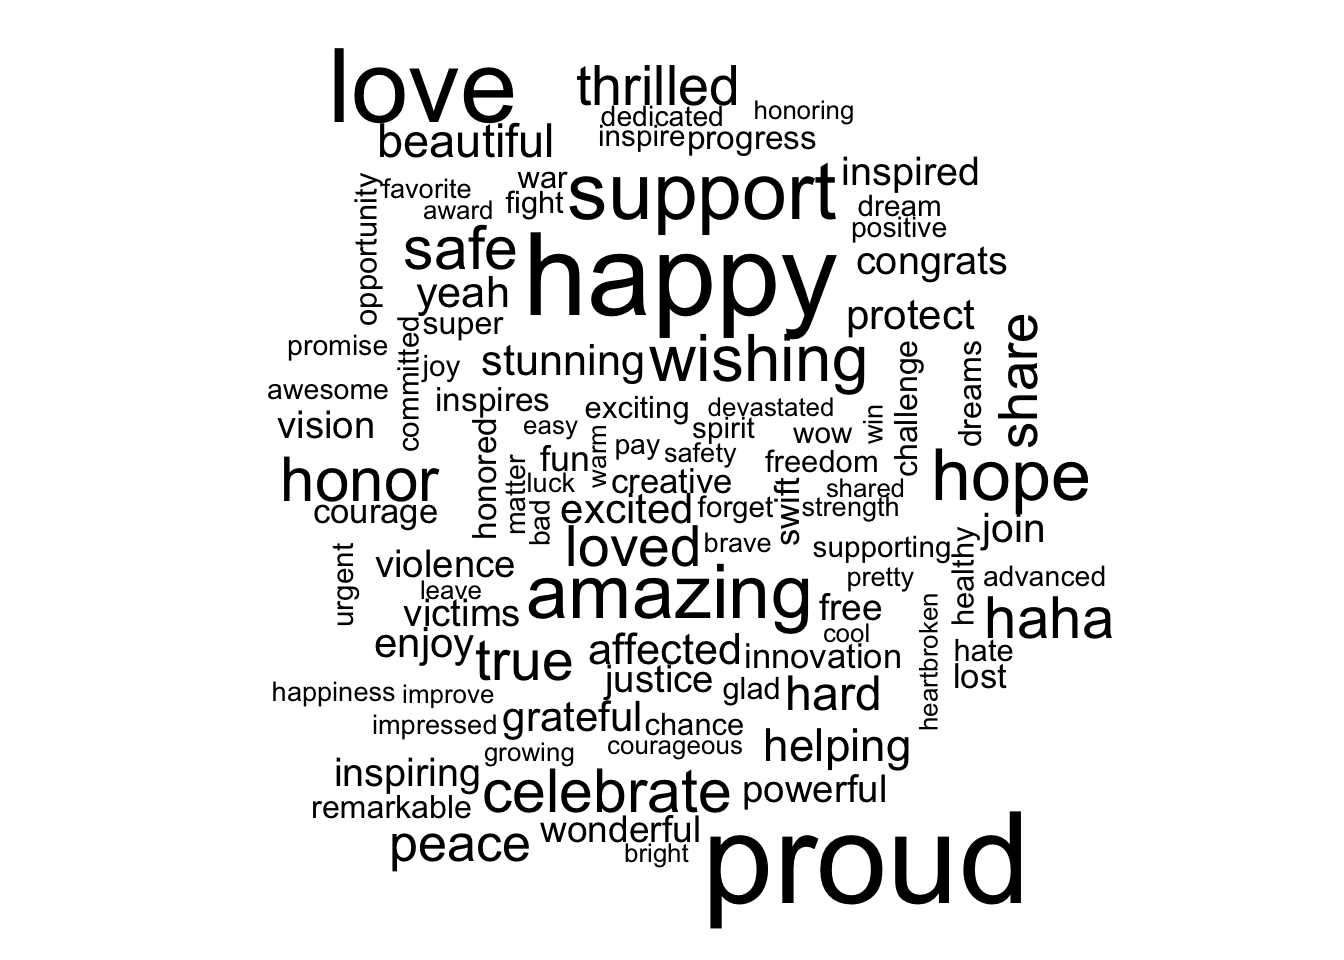 love
thrilled
dedicated
honoring
beautiful
inspire
progress
support
inspired
war
favorite
opportunity
award
fight
dream
positive
safe
happy
congrats
yeah
protect
super
share
promise
committed
joy
stunning
wishing
challenge
dreams
awesome
inspires
exciting
devastated
win
vision
easy
spirit
wow
honored
fun
warm
pay
safety
freedom
honor
matter
luck
creative
shared
hope
courage
bad
excited
forget
swift
strength
join
loved
brave
supporting
healthy
urgent
violence
leave
amazing
pretty
advanced
victims
free
haha
cool
heartbroken
enjoy
true
affected
innovation
hate
justice
lost
happiness
improve
glad
hard
impressed
grateful
chance
growing
courageous
helping
inspiring
celebrate
powerful
remarkable
peace
wonderful
bright
proud